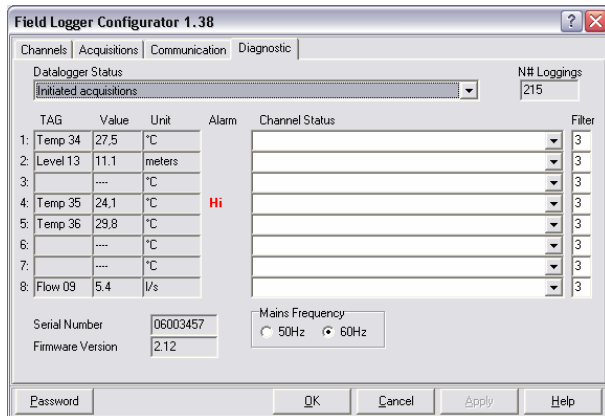 Field Logger Configurator 1.38
Channels Acquisitions Communication Diagnostic
Datalogger Status N# Loggings
Initiated acquisitions 215
TAG Value Unit Alarm Channel Status Filter
1: Temp 34 27,5 °C 3
2: Level 13 11.1 meters 3
3: ---- °C 3
4: Temp 35 24,1 °C Hi 3
5: Temp 36 29,8 °C 3
6: ---- °C 3
7: ---- °C 3
8: Flow 09 5.4 l/s 3
Serial Number 06003457
Firmware Version 2.12
Mains Frequency
50Hz 60Hz
Password OK Cancel Apply Help